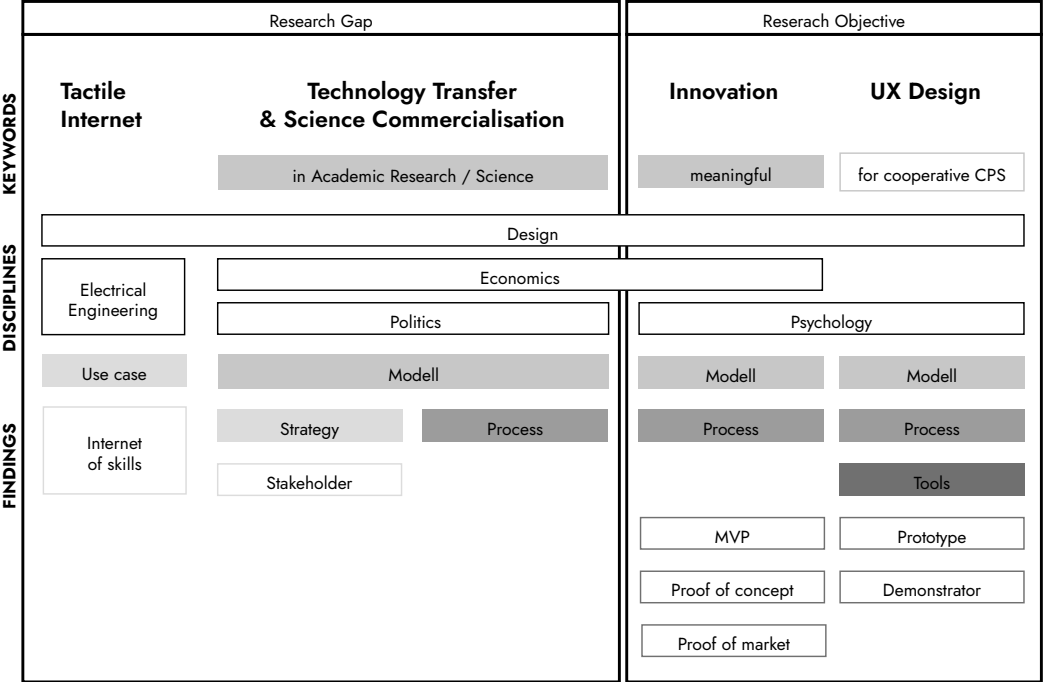 Research Gap
Reserach Objective
KEYWORDS
Tactile
Internet
Technology Transfer
& Science Commercialisation
Innovation
UX Design
in Academic Research / Science
meaningful
for cooperative CPS
DISCIPLINES
Design
Electrical
Engineering
Economics
Politics
Psychology
FINDINGS
Use case
Modell
Modell
Modell
Internet
of skills
Strategy
Process
Process
Process
Stakeholder
Tools
MVP
Prototype
Proof of concept
Demonstrator
Proof of market